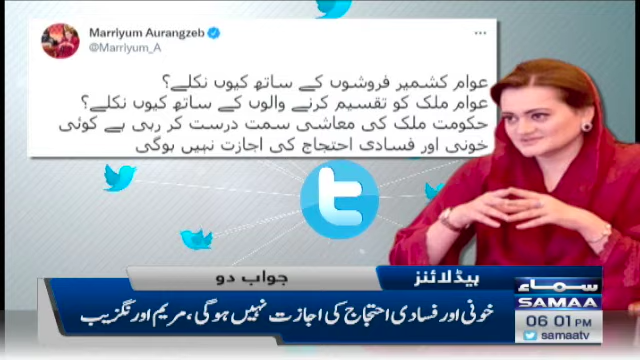 Marriyum Aurangzeb
@Marriyum_A
عوام کشمیر فروشوں کے ساتھ کیوں نکلے؟
عوام ملک کو تقسیم کرنے والوں کے ساتھ کیوں نکلے؟
حکومت ملک کی معاشی سمت درست کر رہی ہے کوئی
خونی اور فسادی احتجاج کی اجازت نہیں ہوگی
ہیڈلائنز
جواب دو
خونی اور فسادی احتجاج کی اجازت نہیں ہوگی، مریم اورنگزیب
سماء
SAMAA
06 01 PM
samaatv